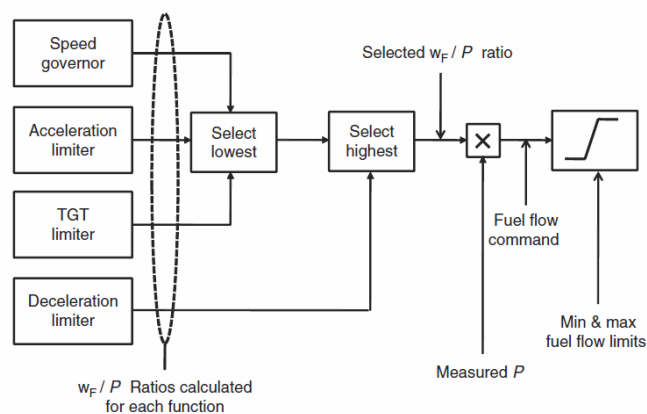 Speed
governor
Acceleration
limiter
TGT
limiter
Deceleration
limiter
Select
lowest
Select
highest
Selected wF / P ratio
×
Fuel flow
command
Measured P
Min & max
fuel flow limits
wF / P Ratios calculated
for each function